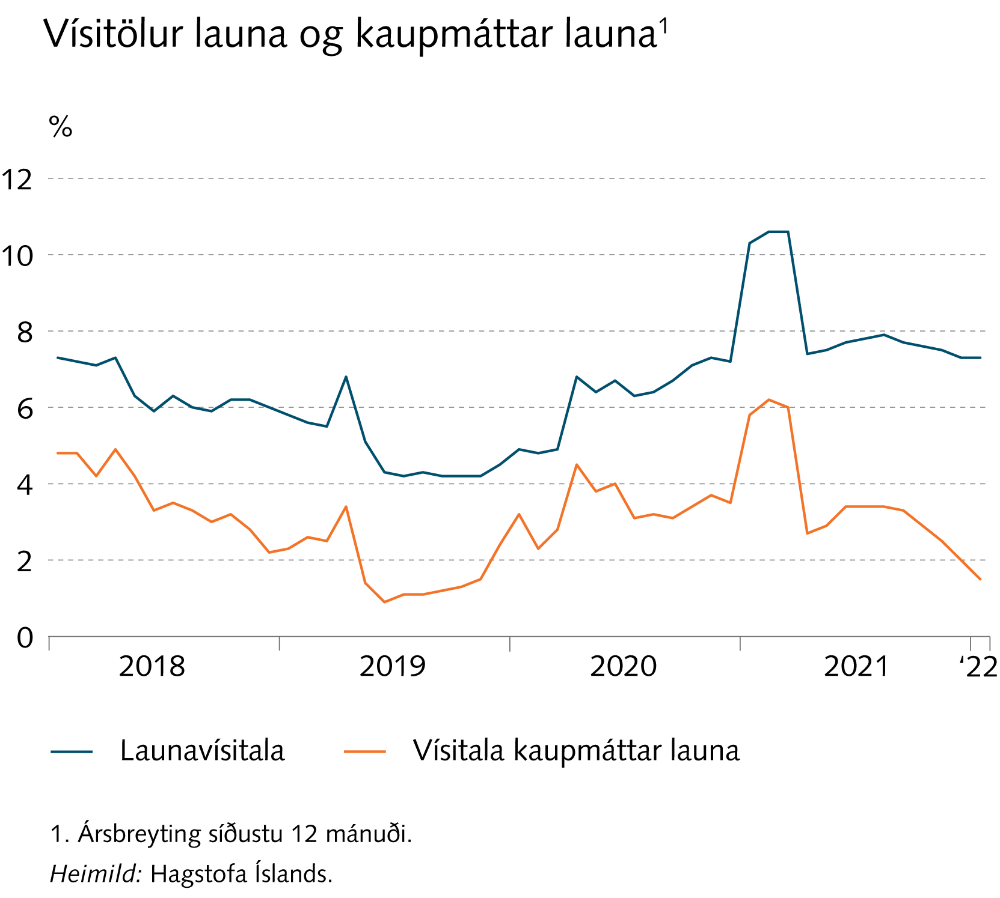 Vísitölur launa og kaupmáttar launa¹
%
12
10
8
6
4
2
0
2018 2019 2020 2021 ‘22
Launavísitala Vísitala kaupmáttar launa
1. Ársbreyting síðustu 12 mánuði.
Heimild: Hagstofa Íslands.